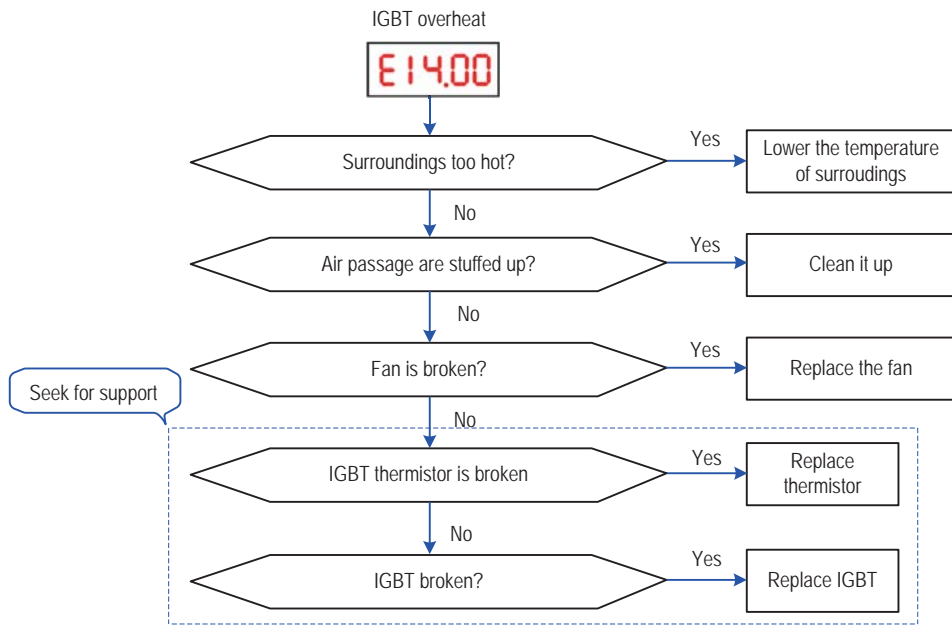 IGBT overheat
E14.00
Surroundings too hot?
Yes
Lower the temperature
of surroudings
No
Air passage are stuffed up?
Yes
Clean it up
No
Fan is broken?
Yes
Replace the fan
Seek for support
No
IGBT thermistor is broken
Yes
Replace
thermistor
No
IGBT broken?
Yes
Replace IGBT